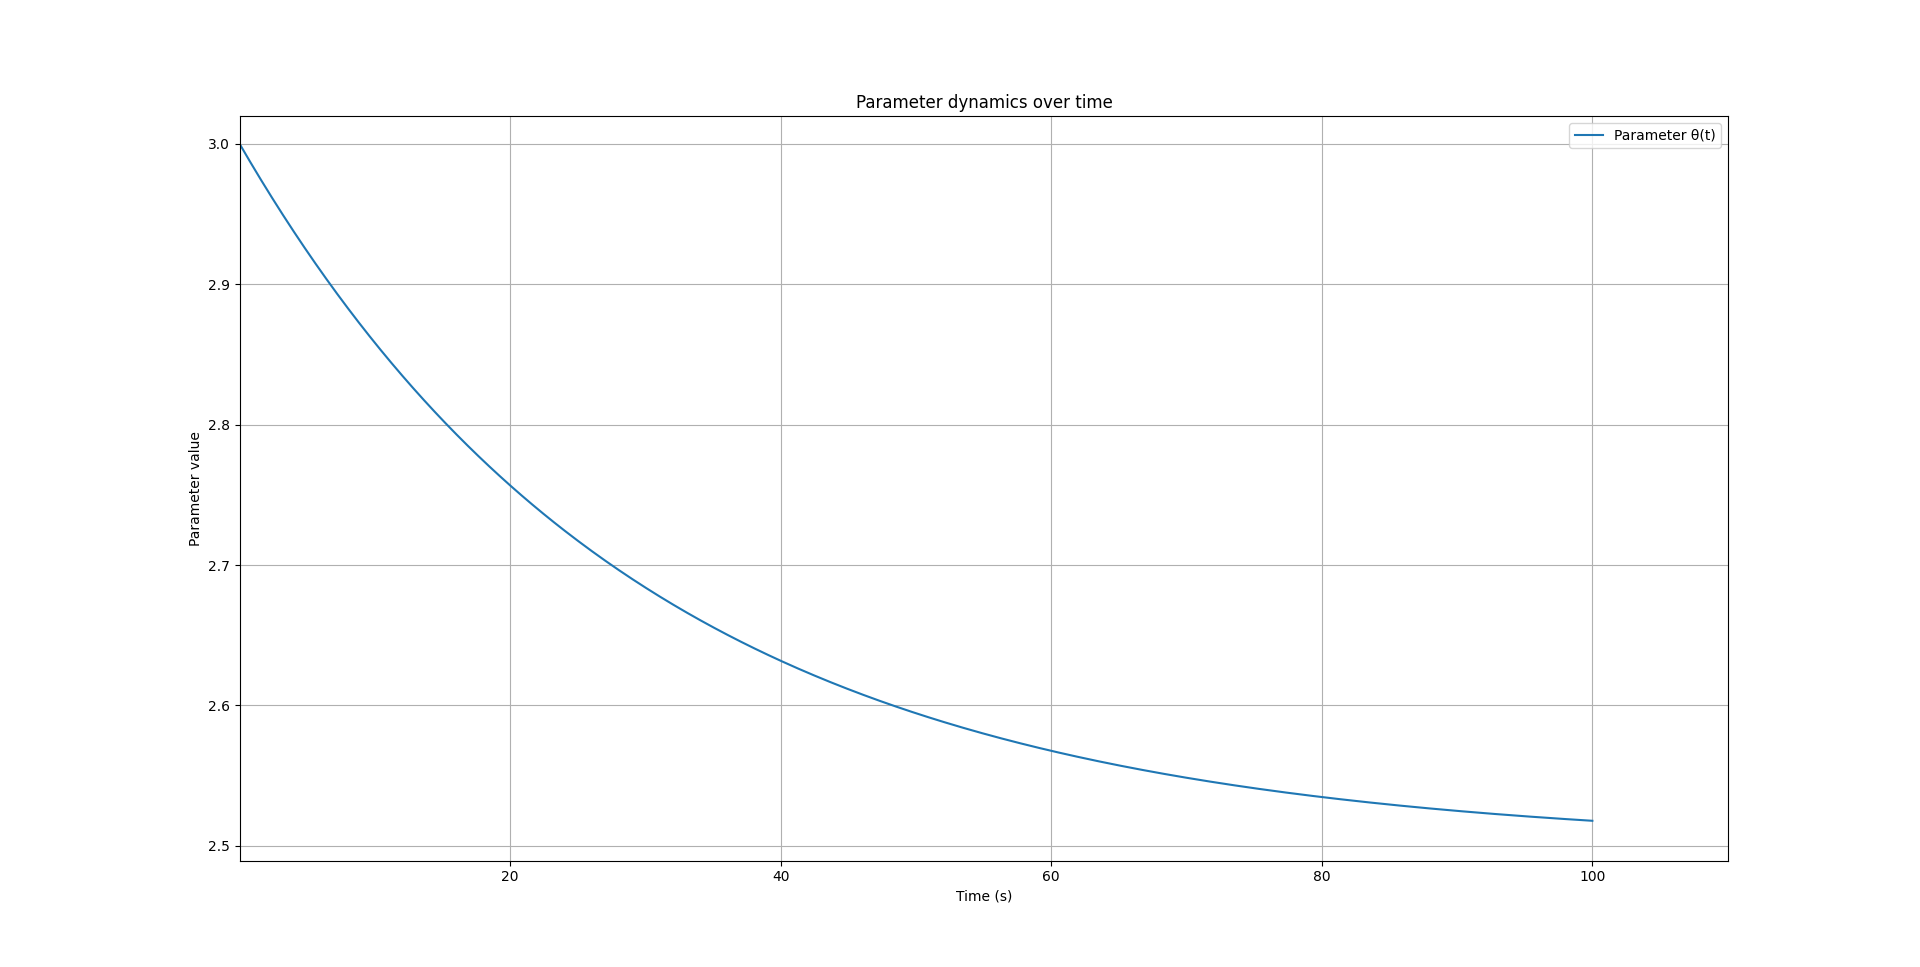 Parameter dynamics over time
Parameter θ(t)
Parameter value
3.0
2.9
2.8
2.7
2.6
2.5
20 40 60 80 100
Time (s)